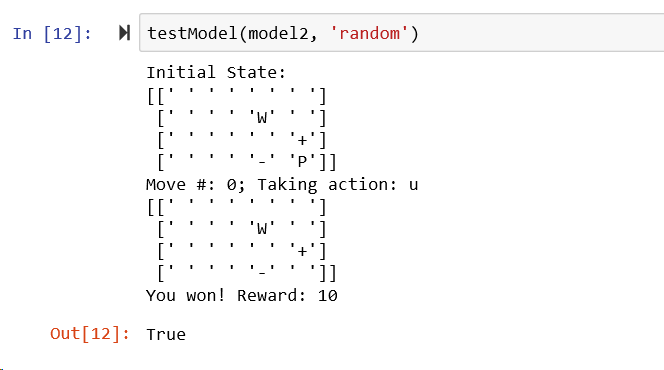 In [12]: testModel(model2, 'random')
Initial State:
[[' ' ' ' ' ' ' ']
 [' ' ' ' 'W' ' ']
 [' ' ' ' ' ' '+']
 [' ' ' ' '-' 'P']]
Move #: 0; Taking action: u
[[' ' ' ' ' ' ' ']
 [' ' ' ' 'W' ' ']
 [' ' ' ' ' ' '+']
 [' ' ' ' '-' ' ']]
You won! Reward: 10
Out[12]: True